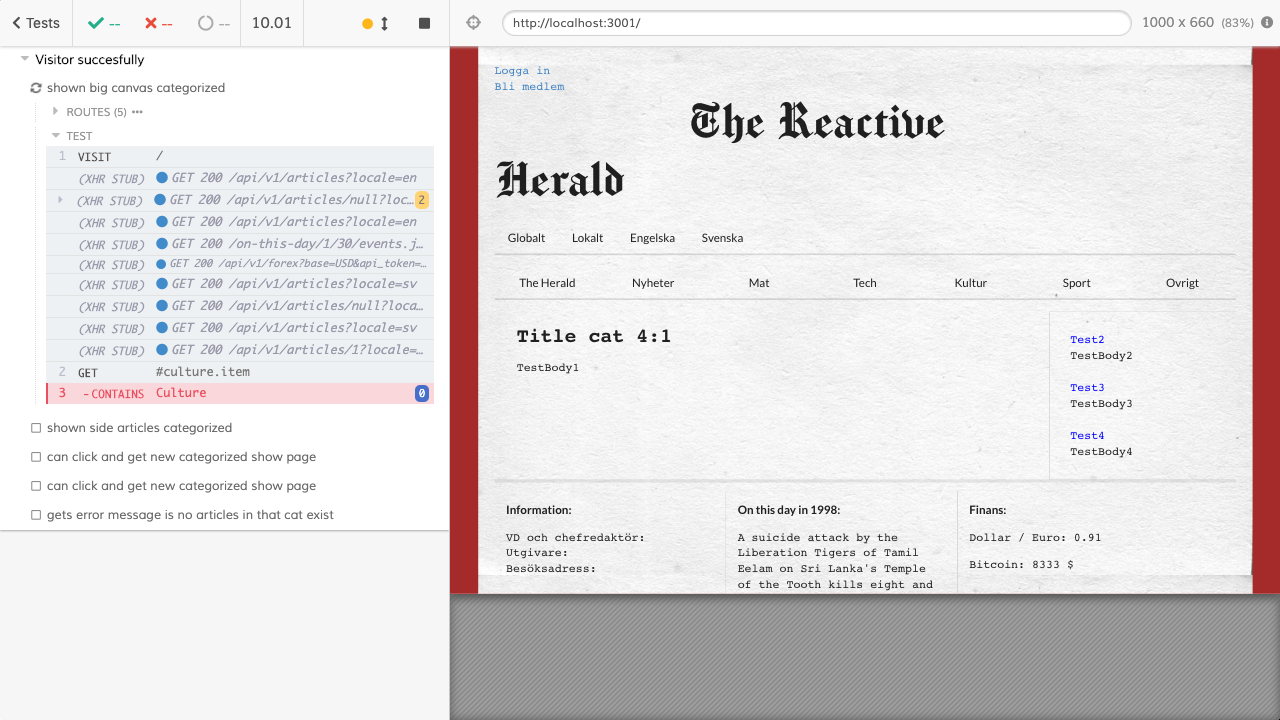 Tests
--
--
--
10.01
http://localhost:3001/
1000 x 660 (83%)
Visitor succesfully
shown big canvas categorized
ROUTES (5)
TEST
1 VISIT /
(XHR STUB) GET 200 /api/v1/articles?locale=en
(XHR STUB) GET 200 /api/v1/articles/null?loc... 2
(XHR STUB) GET 200 /api/v1/articles?locale=en
(XHR STUB) GET 200 /on-this-day/1/30/events.j...
(XHR STUB) GET 200 /api/v1/forex?base=USD&api_token=...
(XHR STUB) GET 200 /api/v1/articles?locale=sv
(XHR STUB) GET 200 /api/v1/articles/null?loca...
(XHR STUB) GET 200 /api/v1/articles?locale=sv
(XHR STUB) GET 200 /api/v1/articles/1?locale=...
2 GET #culture.item
3 -CONTAINS Culture 0
shown side articles categorized
can click and get new categorized show page
can click and get new categorized show page
gets error message is no articles in that cat exist
Logga in
Bli medlem
The Reactive
Herald
Globalt Lokalt Engelska Svenska
The Herald Nyheter Mat Tech Kultur Sport Ovrigt
Title cat 4:1
TestBody1
Test2
TestBody2
Test3
TestBody3
Test4
TestBody4
Information:
VD och chefredaktör:
Utgivare:
Besöksadress:
On this day in 1998:
A suicide attack by the
Liberation Tigers of Tamil
Eelam on Sri Lanka's Temple
of the Tooth kills eight and
Finans:
Dollar / Euro: 0.91
Bitcoin: 8333 $